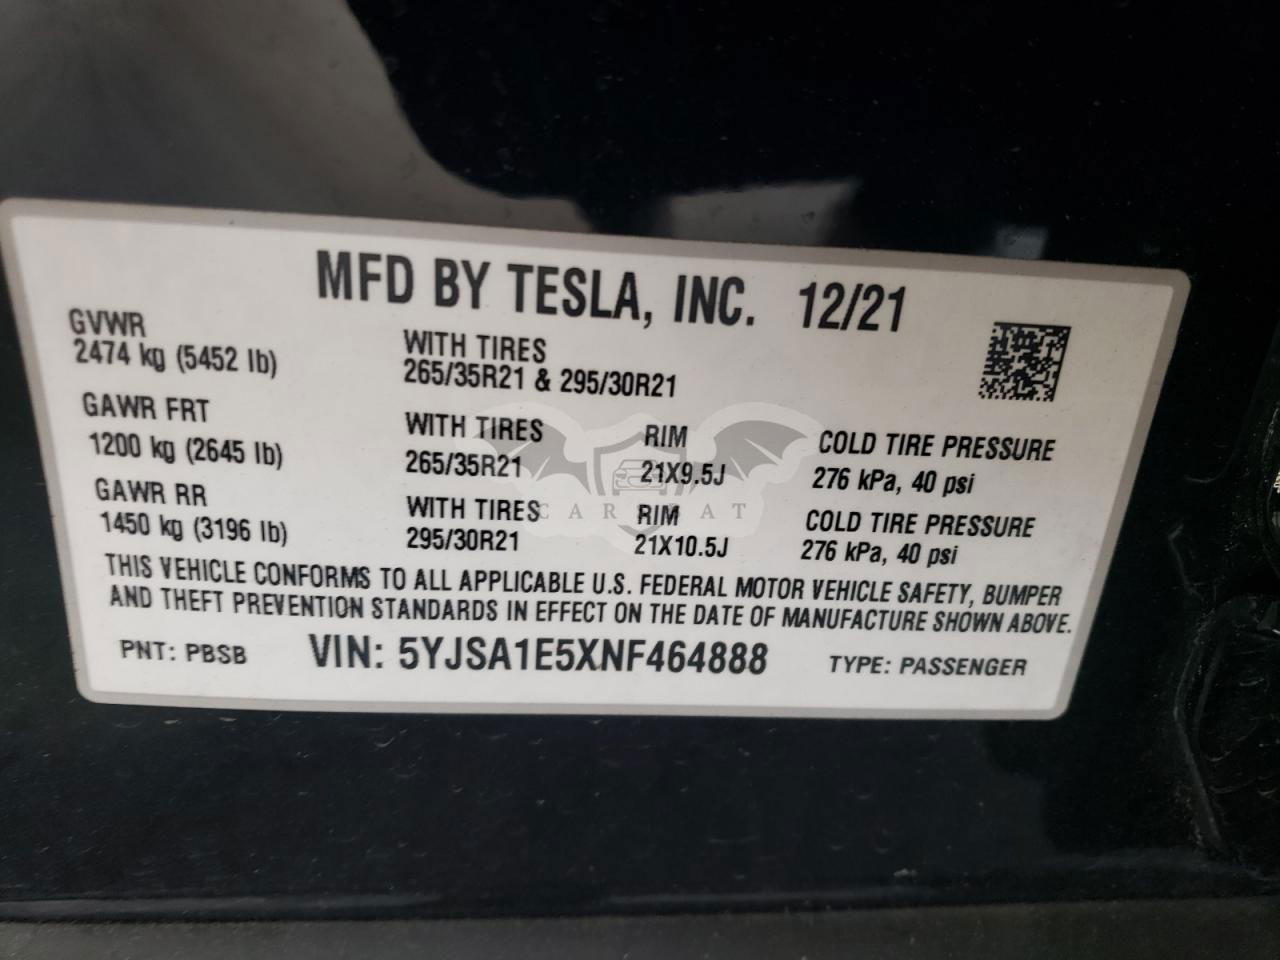 MFD BY TESLA, INC. 12/21
GVWR
2474 kg (5452 lb)
WITH TIRES
265/35R21 & 295/30R21
GAWR FRT
1200 kg (2645 lb)
WITH TIRES
265/35R21
RIM
21X9.5J
COLD TIRE PRESSURE
276 kPa, 40 psi
GAWR RR
1450 kg (3196 lb)
WITH TIRES
295/30R21
RIM
21X10.5J
COLD TIRE PRESSURE
276 kPa, 40 psi
THIS VEHICLE CONFORMS TO ALL APPLICABLE U.S. FEDERAL MOTOR VEHICLE SAFETY, BUMPER
AND THEFT PREVENTION STANDARDS IN EFFECT ON THE DATE OF MANUFACTURE SHOWN ABOVE.
PNT: PBSB VIN: 5YJSA1E5XNF464888 TYPE: PASSENGER